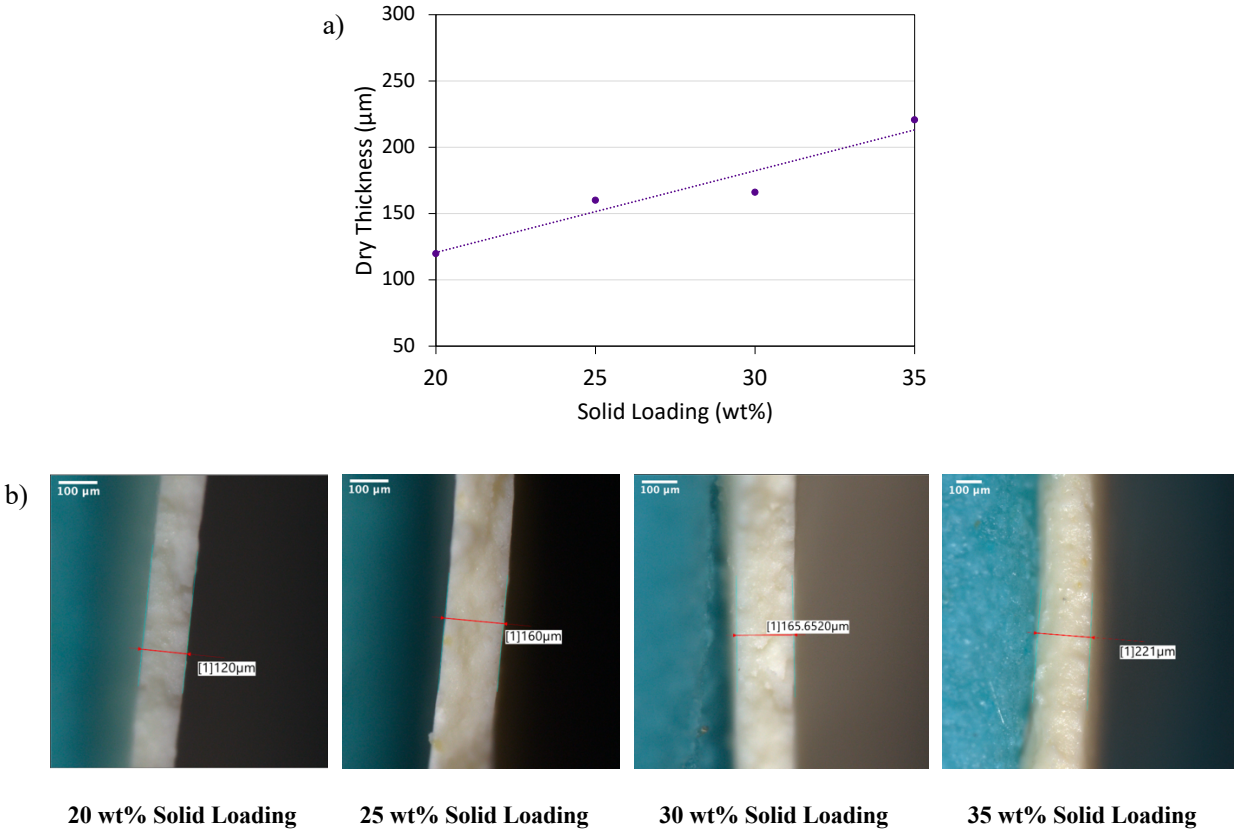 a)
300
250
200
150
100
50
Dry Thickness (µm)
20 25 30 35
Solid Loading (wt%)
b)
100 µm
[1]120µm
100 µm
[1]160µm
100 µm
[1]165.6520µm
100 µm
[1]221µm
20 wt% Solid Loading
25 wt% Solid Loading
30 wt% Solid Loading
35 wt% Solid Loading